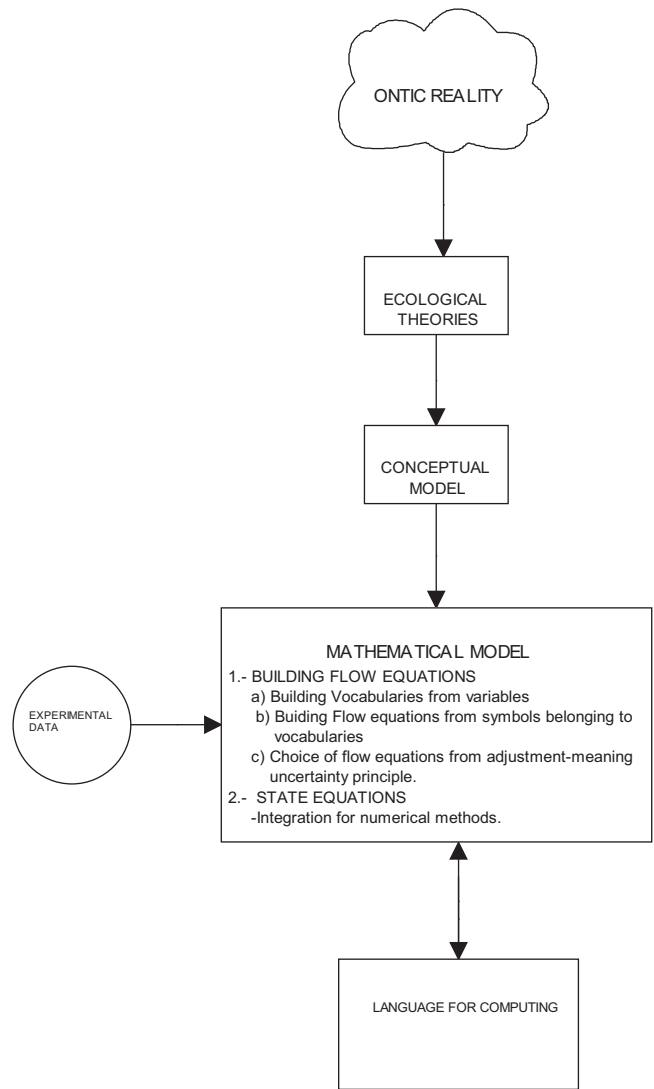 ONTIC REALITY
ECOLOGICAL
THEORIES
CONCEPTUAL
MODEL
MATHEMATICAL MODEL
1.- BUILDING FLOW EQUATIONS
a) Building Vocabularies from variables
b) Buiding Flow equations from symbols belonging to
vocabularies
c) Choice of flow equations from adjustment-meaning
uncertainty principle.
2.- STATE EQUATIONS
-Integration for numerical methods.
EXPERIMENTAL
DATA
LANGUAGE FOR COMPUTING